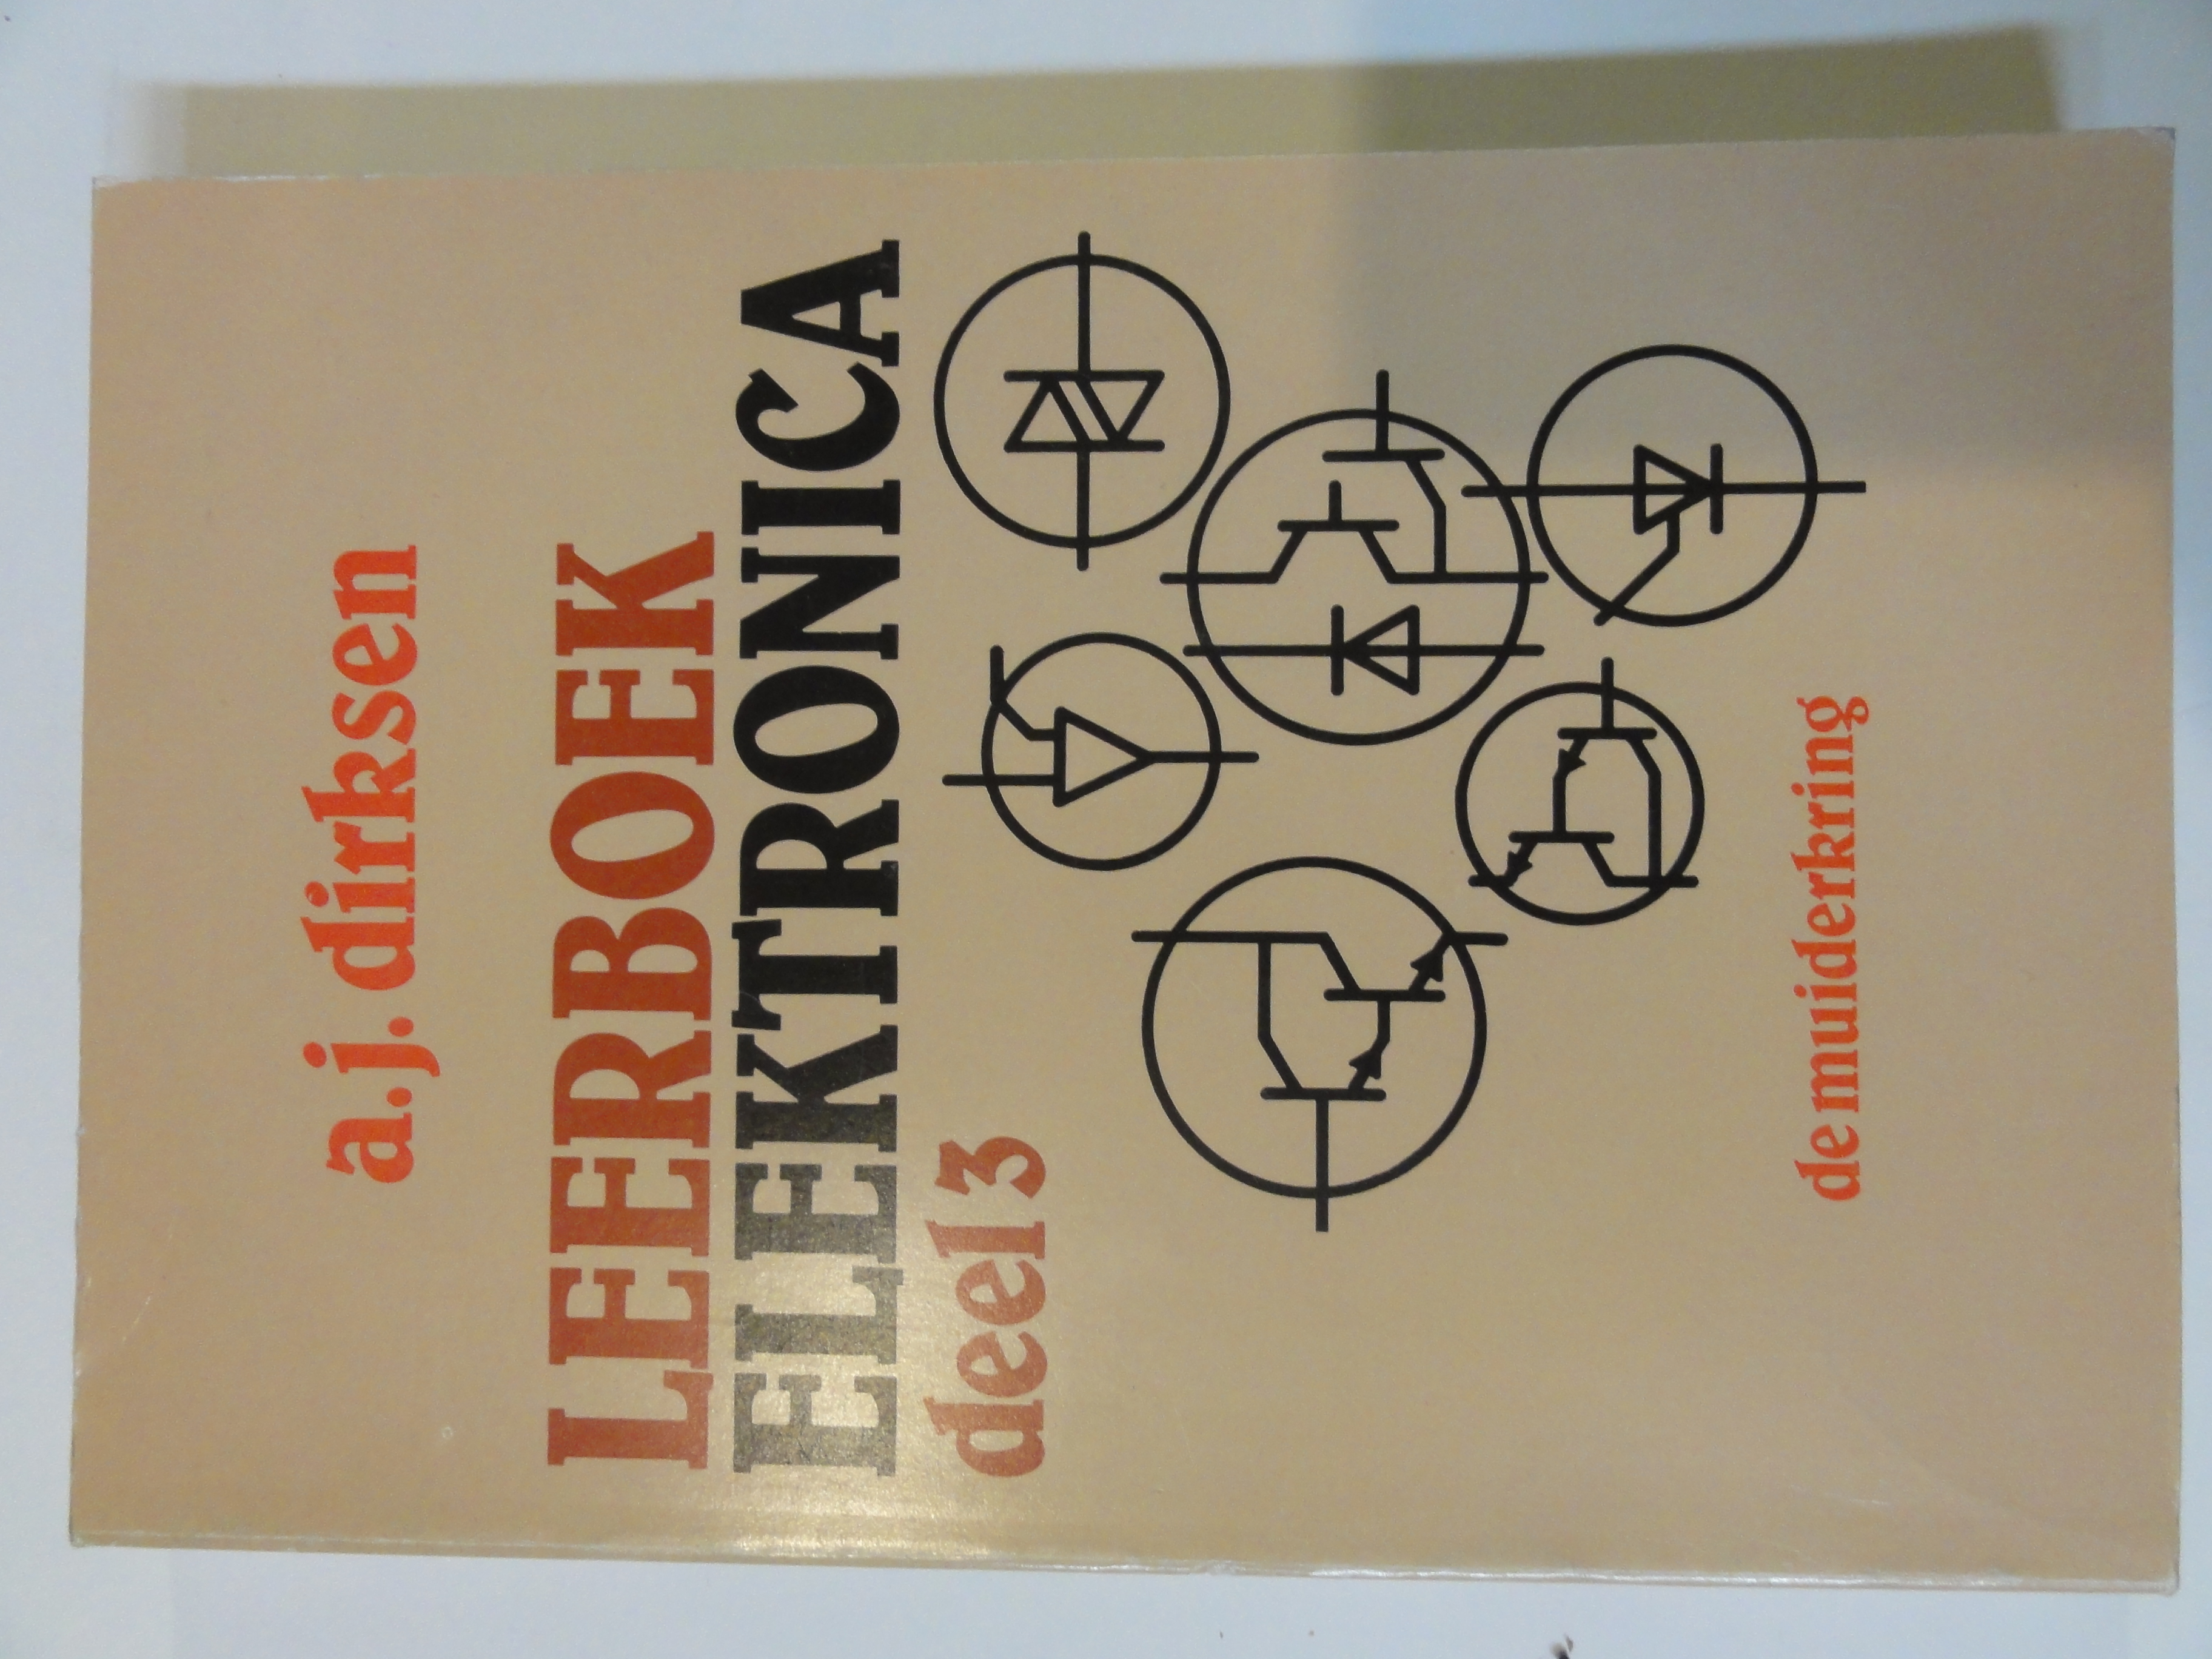 a.j. dirksen
LEERBOEK
ELEKTRONICA
deel 3
de muiderkring